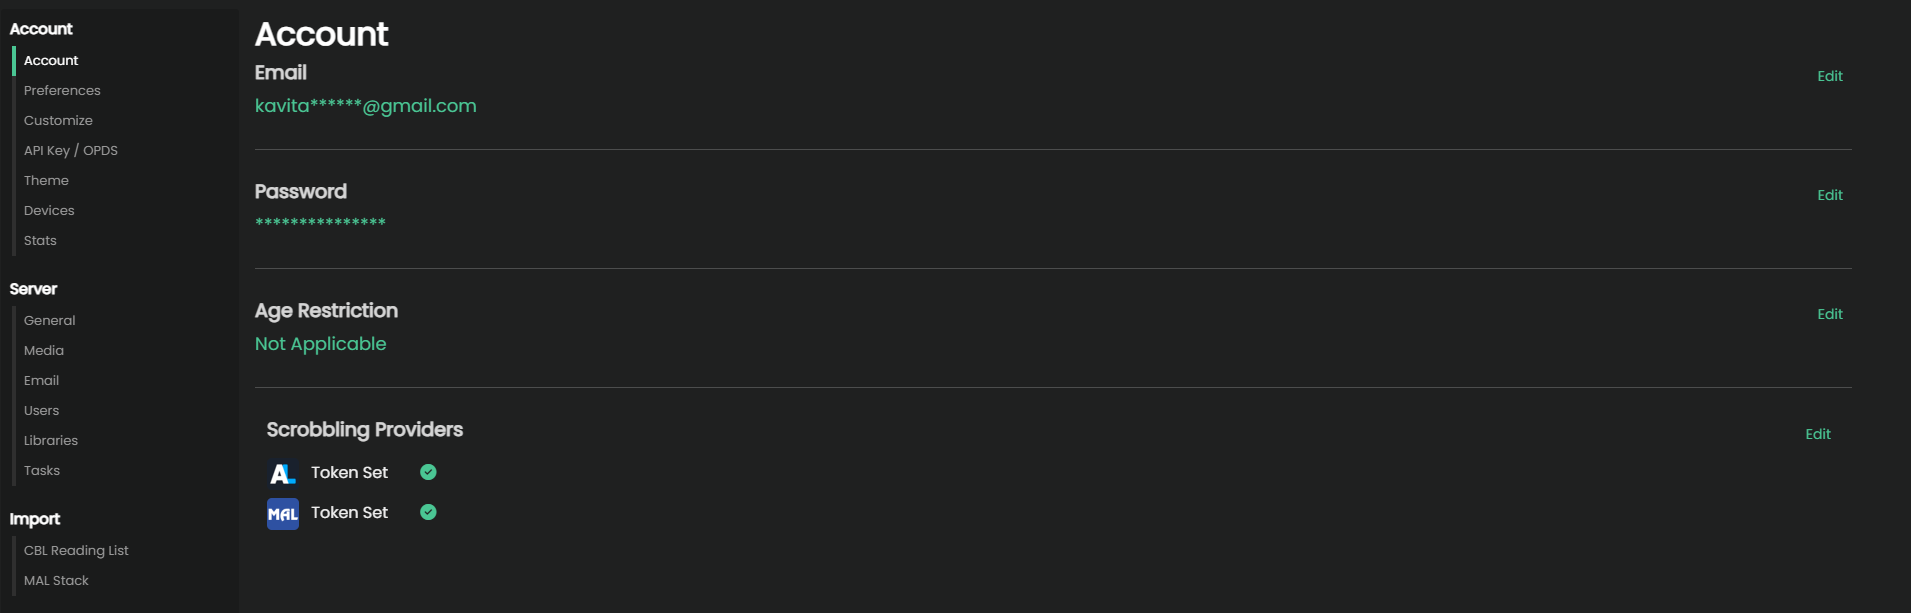 Account
Account
Preferences
Customize
API Key / OPDS
Theme
Devices
Stats
Server
General
Media
Email
Users
Libraries
Tasks
Import
CBL Reading List
MAL Stack
Account
Email
Edit
kavita******@gmail.com
Password
Edit
***************
Age Restriction
Edit
Not Applicable
Scrobbling Providers
Edit
AL Token Set
MAL Token Set